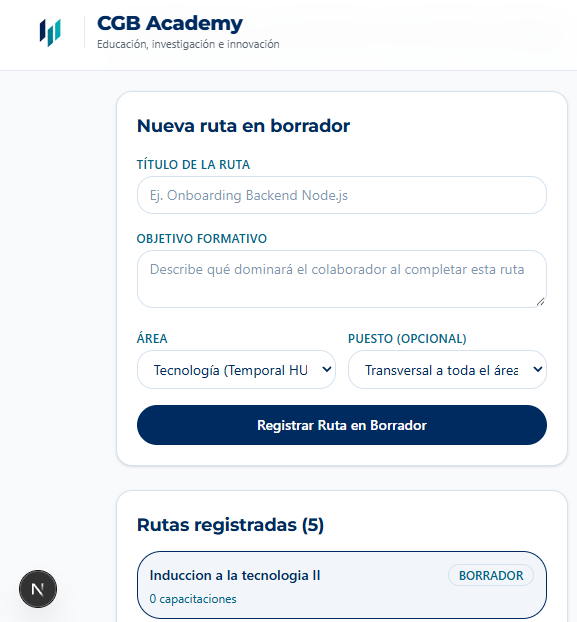 CGB Academy
Educación, investigación e innovación
Nueva ruta en borrador
TÍTULO DE LA RUTA
Ej. Onboarding Backend Node.js
OBJETIVO FORMATIVO
Describe qué dominará el colaborador al completar esta ruta
ÁREA
PUESTO (OPCIONAL)
Tecnología (Temporal HU
Transversal a toda el área
Registrar Ruta en Borrador
Rutas registradas (5)
Induccion a la tecnologia II
BORRADOR
0 capacitaciones
N